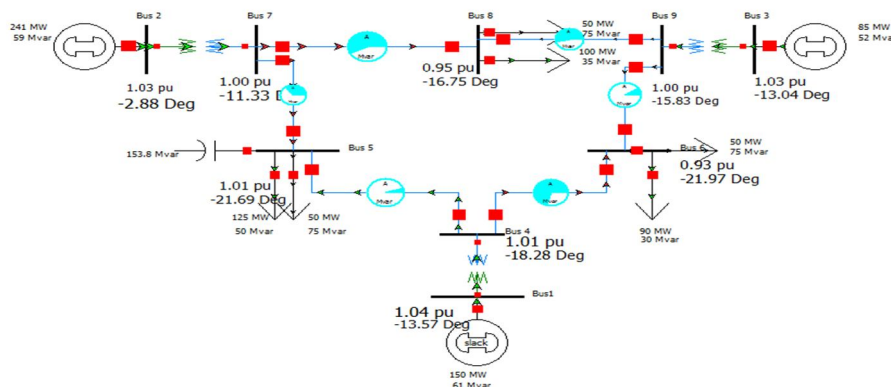 241 MW
59 Mvar
Bus 2
1.03 pu
-2.88 Deg
Bus 7
1.00 pu
-11.33 D
A
Mvar
Bus 8
0.95 pu
-16.75 Deg
50 MW
75 Mvar
100 MW
35 Mvar
Bus 9
1.00 pu
-15.83 Deg
Bus 3
1.03 pu
-13.04 Deg
85 MW
52 Mvar
153.8 Mvar
Bus 5
1.01 pu
-21.69 Deg
125 MW
50 Mvar
50 MW
75 Mvar
A
Mvar
A
Mvar
Bus 6
0.93 pu
-21.97 Deg
50 MW
75 Mvar
90 MW
30 Mvar
Bus 4
1.01 pu
-18.28 Deg
Bus1
1.04 pu
-13.57 Deg
slack
150 MW
61 Mvar